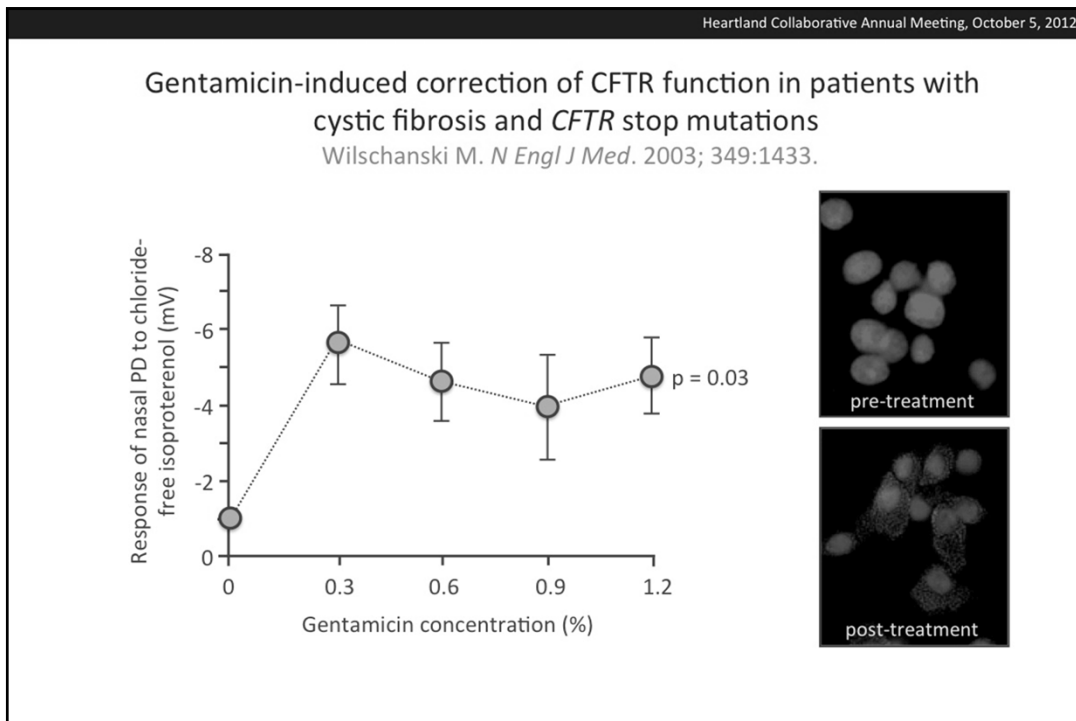 Heartland Collaborative Annual Meeting, October 5, 2012
Gentamicin-induced correction of CFTR function in patients with
cystic fibrosis and CFTR stop mutations
Wilschanski M. N Engl J Med. 2003; 349:1433.
Response of nasal PD to chloride-
free isoproterenol (mV)
-8
-6
-4
-2
0
p = 0.03
0
0.3
0.6
0.9
1.2
Gentamicin concentration (%)
pre-treatment
post-treatment